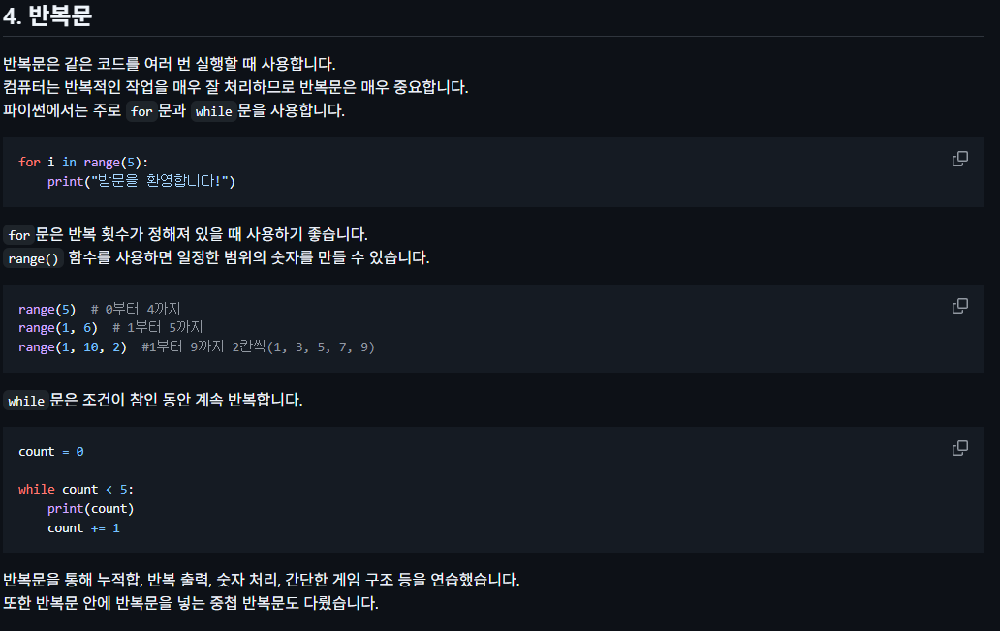 4. 반복문
반복문은 같은 코드를 여러 번 실행할 때 사용합니다.
컴퓨터는 반복적인 작업을 매우 잘 처리하므로 반복문은 매우 중요합니다.
파이썬에서는 주로 for 문과 while 문을 사용합니다.
for i in range(5):
    print("방문을 환영합니다!")
for 문은 반복 횟수가 정해져 있을 때 사용하기 좋습니다.
range() 함수를 사용하면 일정한 범위의 숫자를 만들 수 있습니다.
range(5)  # 0부터 4까지
range(1, 6)  # 1부터 5까지
range(1, 10, 2)  #1부터 9까지 2칸씩(1, 3, 5, 7, 9)
while 문은 조건이 참인 동안 계속 반복합니다.
count = 0
while count < 5:
    print(count)
    count += 1
반복문을 통해 누적합, 반복 출력, 숫자 처리, 간단한 게임 구조 등을 연습했습니다.
또한 반복문 안에 반복문을 넣는 중첩 반복문도 다뤘습니다.